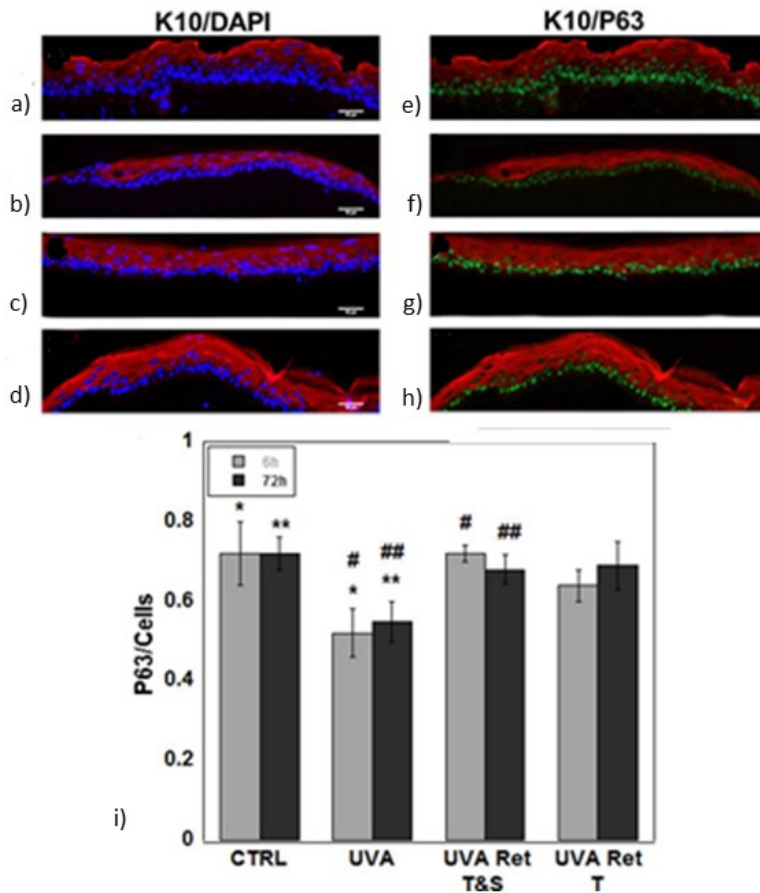 K10/DAPI
K10/P63
a)
e)
b)
f)
c)
g)
d)
h)
1
6h
72h
0.8
0.6
0.4
0.2
0
P63/Cells
*
**
#
*
##
**
#
##
i)
CTRL
UVA
UVA Ret T&S
UVA Ret T